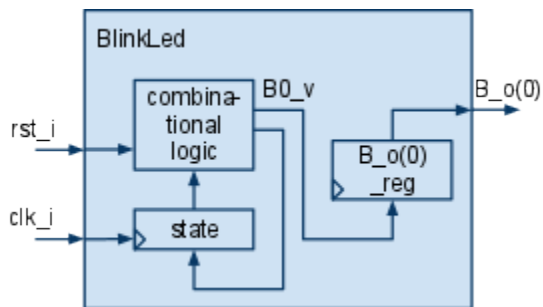 BlinkLed
combina-
tional
logic
B0_v
B_o(0)
rst_i
B_o(0)
_reg
clk_i
state